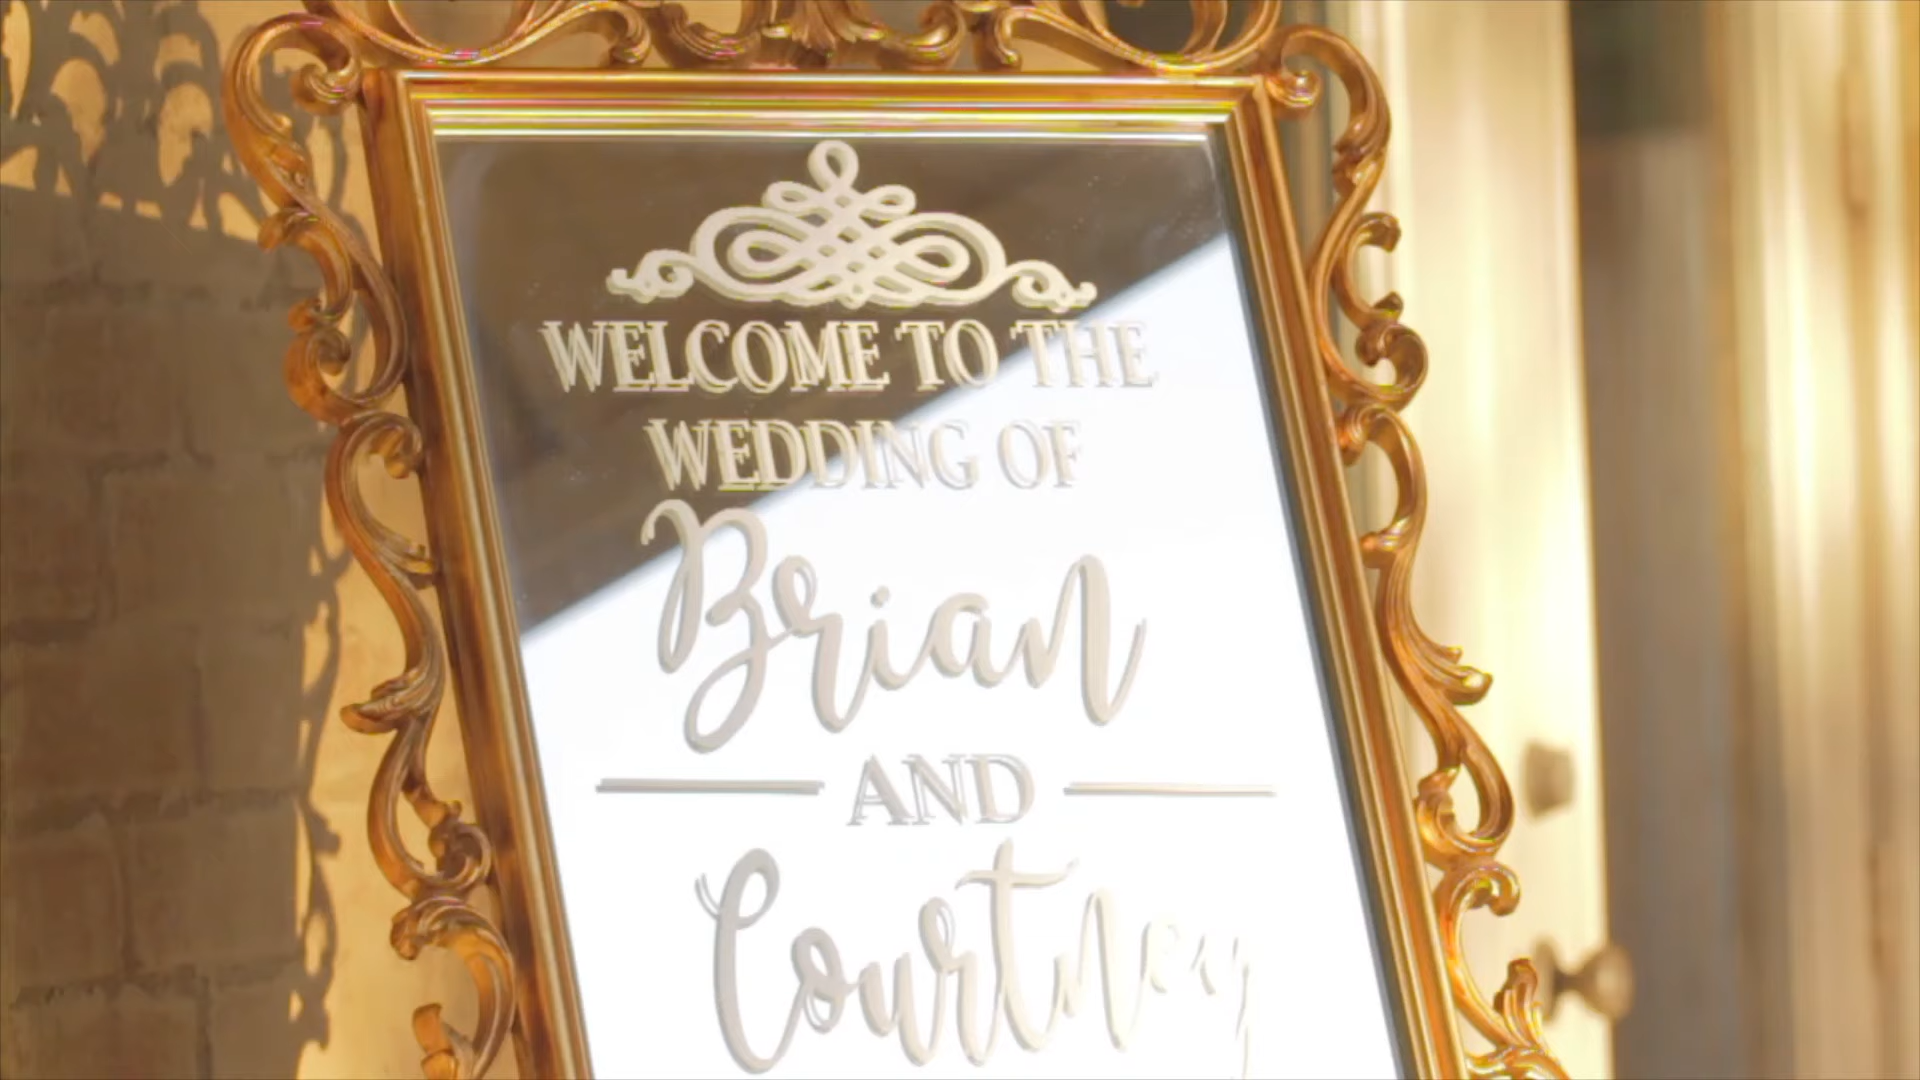 WELCOME TO THE
WEDDING OF
Brian
AND
Courtney